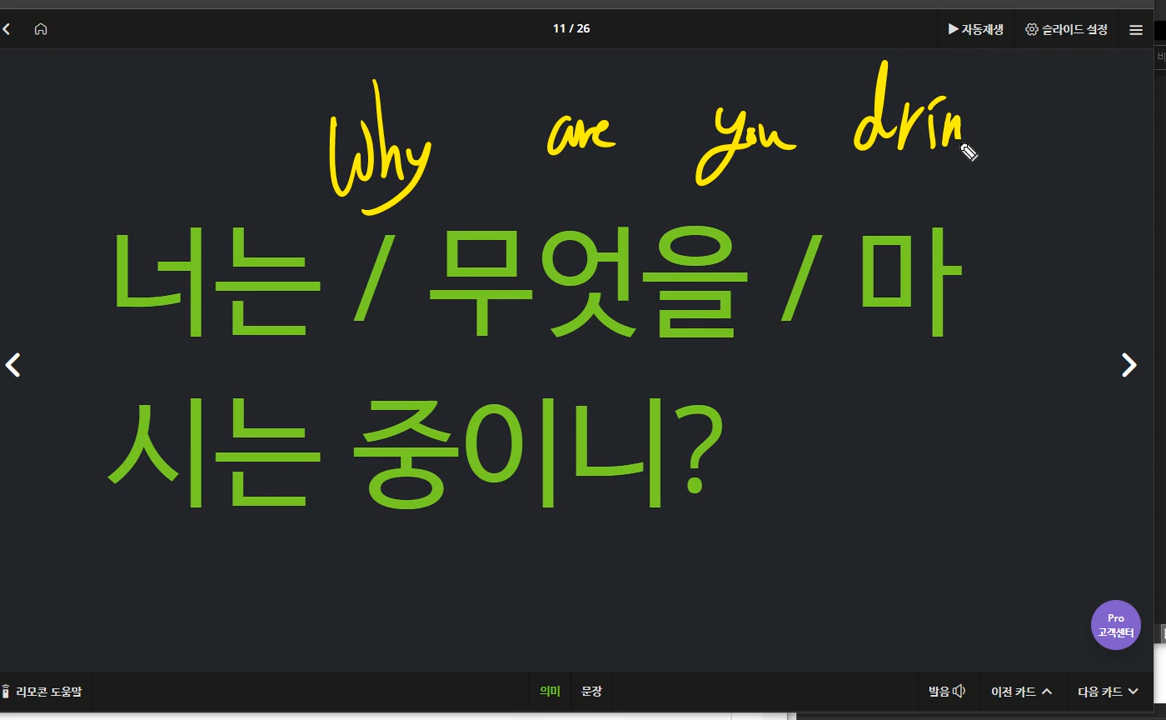 11 / 26
▶ 자동재생
슬라이드 설정
Why are you drin
너는 / 무엇을 / 마
시는 중이니?
Pro
고객센터
리모콘 도움말
의미
문장
발음
이전 카드
다음 카드